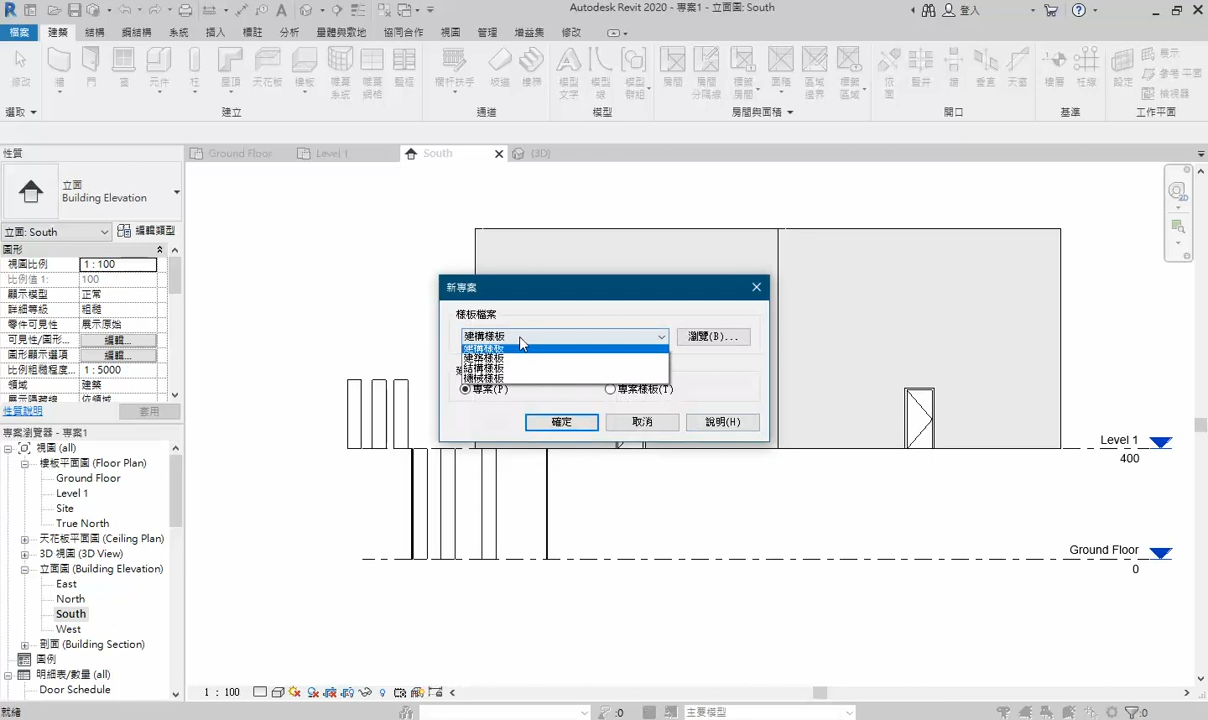 Autodesk Revit 2020 - 專案1 - 立面圖: South
登入
檔案 建築 結構 鋼結構 系統 插入 標註 分析 量體與敷地 協同合作 視圖 管理 增益集 修改
修改 牆 門 窗 元件 柱 屋頂 天花板 樓板 帷幕系統 帷幕網格 豎框 欄杆扶手 坡道 樓梯 模型文字 模型線 模型群組 房間 房間分隔線 標籤房間 面積 區域邊界 標籤區域 依面 豎井 牆 垂直 天窗 樓層 柱線 設定
展示
參考 平面
檢視器
選取 建立 通道 模型 房間與面積 開口 基準 工作平面
性質
Ground Floor Level 1 South {3D}
立面
Building Elevation
立面: South 編輯類型
圖形
視圖比例 1 : 100
比例值 1: 100
顯示模型 正常
詳細等級 粗糙
零件可見性 展示原始
可見性/圖形... 編輯...
圖形顯示選項 編輯...
比例粗糙程度... 1 : 5000
領域 建築
性質說明 套用
專案瀏覽器 - 專案1
視圖 (all)
樓板平面圖 (Floor Plan)
Ground Floor
Level 1
Site
True North
天花板平面圖 (Ceiling Plan)
3D 視圖 (3D View)
立面圖 (Building Elevation)
East
North
South
West
剖面 (Building Section)
圖例
明細表/數量 (all)
Door Schedule
新專案
樣板檔案
建構樣板 瀏覽(B)...
建構樣板
建築樣板
結構樣板
機械樣板
專案(P) 專案樣板(T)
確定 取消 說明(H)
Level 1
400
Ground Floor
0
1 : 100
就緒 :0 主要模型 :0